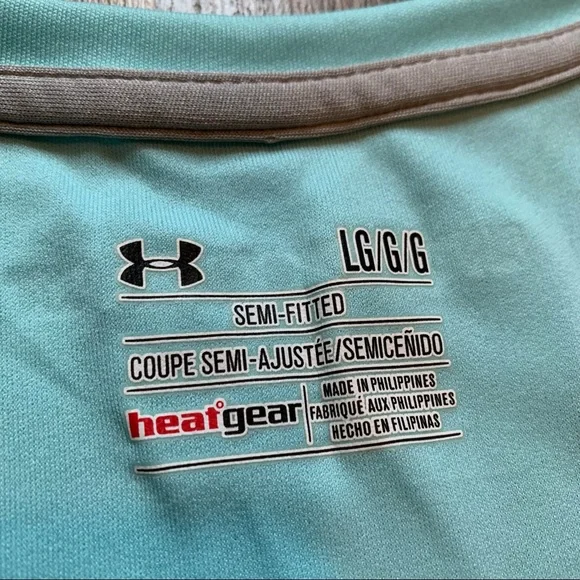 LG/G/G
SEMI-FITTED
COUPE SEMI-AJUSTÉE/SEMICEÑIDO
heatgear
MADE IN PHILIPPINES
FABRIQUÉ AUX PHILIPPINES
HECHO EN FILIPINAS